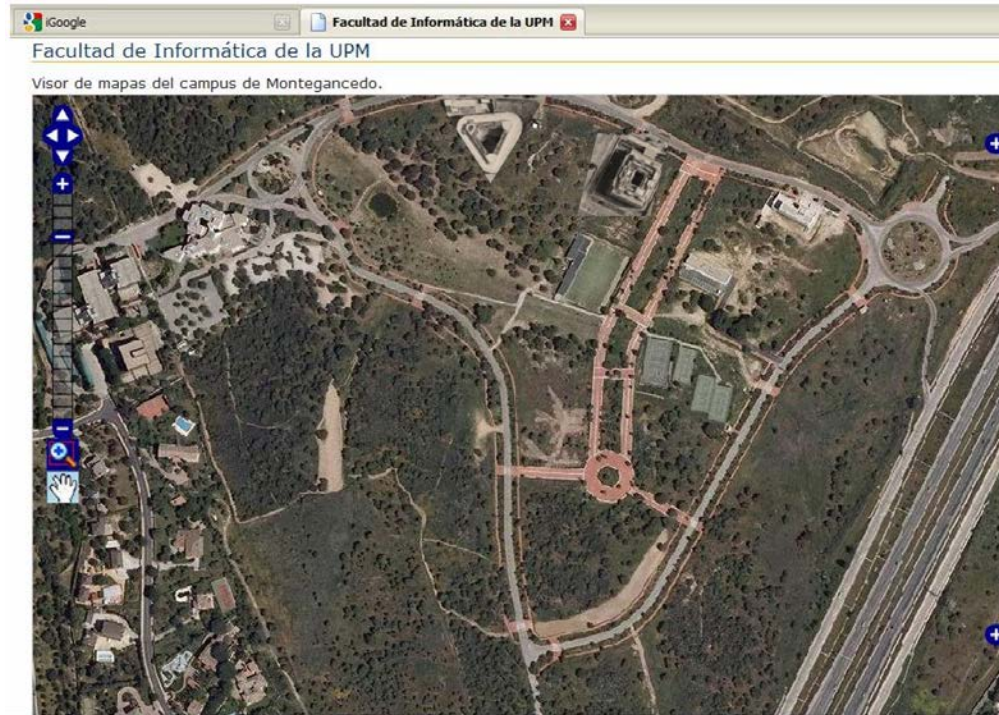 iGoogle
Facultad de Informática de la UPM
Facultad de Informática de la UPM
Visor de mapas del campus de Montegancedo.